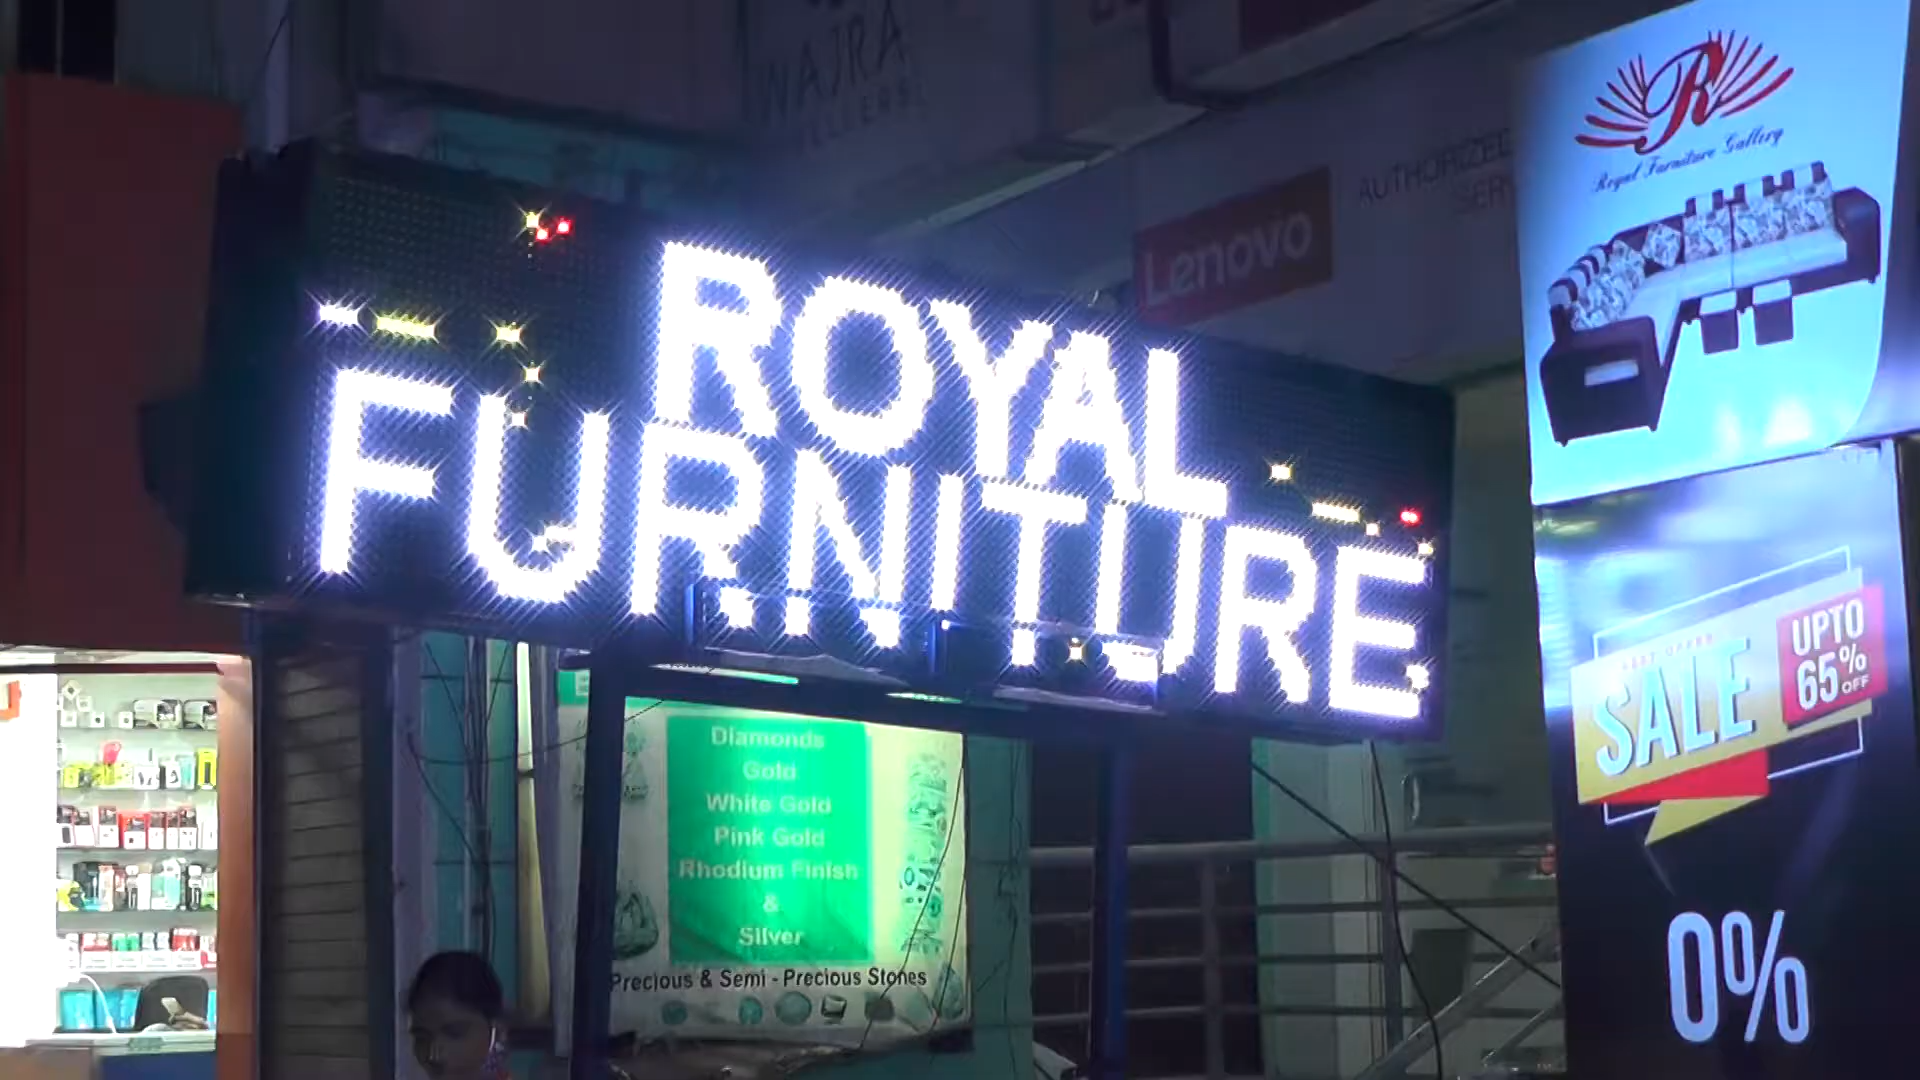 WAJRA
ROYAL
FURNITURE
Lenovo
AUTHORIZED
R
Royal Furniture Gallery
SALE
UPTO
65%
OFF
0%
Diamonds
Gold
White Gold
Pink Gold
Rhodium Finish
&
Silver
Precious & Semi - Precious Stones